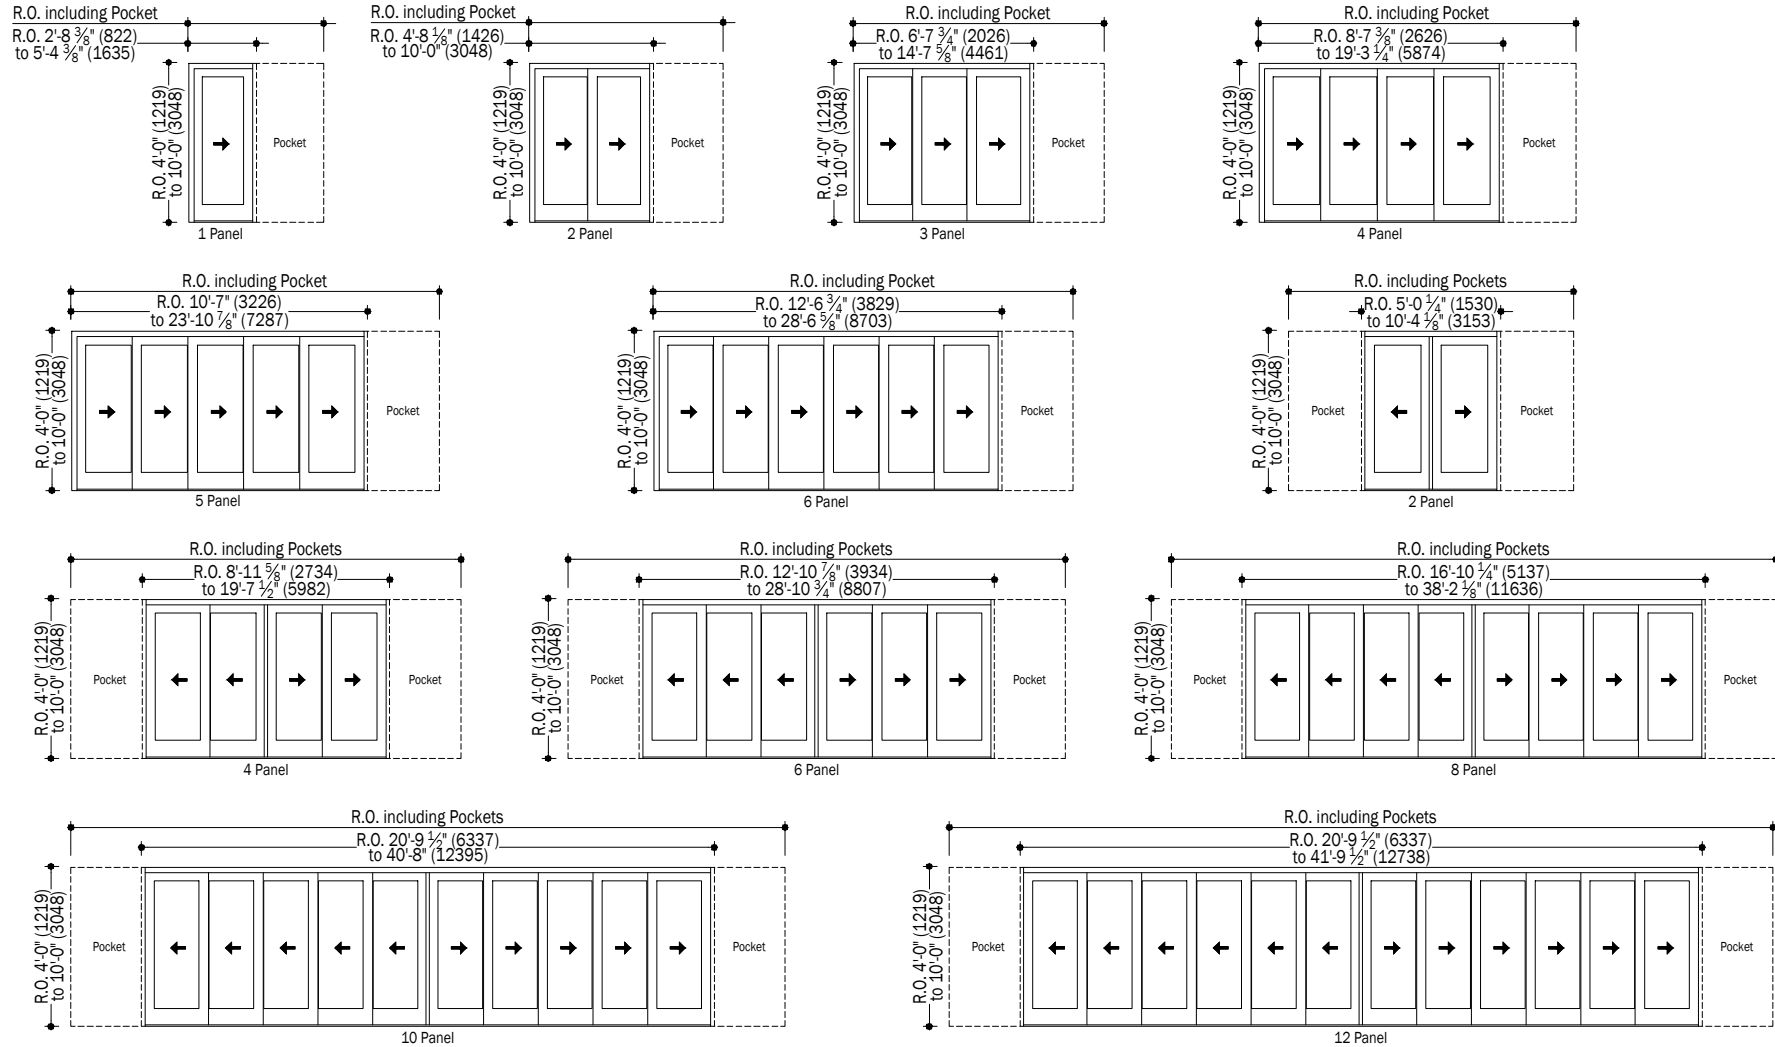 R.O. including Pocket
R.O. 2'-8 3⁄8" (822)
to 5'-4 3⁄8" (1635)
R.O. 4'-0" (1219)
to 10'-0" (3048)
Pocket
1 Panel
R.O. including Pocket
R.O. 4'-8 1⁄8" (1426)
to 10'-0" (3048)
R.O. 4'-0" (1219)
to 10'-0" (3048)
Pocket
2 Panel
R.O. including Pocket
R.O. 6'-7 3⁄4" (2026)
to 14'-7 5⁄8" (4461)
R.O. 4'-0" (1219)
to 10'-0" (3048)
Pocket
3 Panel
R.O. including Pocket
R.O. 8'-7 3⁄8" (2626)
to 19'-3 1⁄4" (5874)
R.O. 4'-0" (1219)
to 10'-0" (3048)
Pocket
4 Panel
R.O. including Pocket
R.O. 10'-7" (3226)
to 23'-10 7⁄8" (7287)
R.O. 4'-0" (1219)
to 10'-0" (3048)
Pocket
5 Panel
R.O. including Pocket
R.O. 12'-6 3⁄4" (3829)
to 28'-6 5⁄8" (8703)
R.O. 4'-0" (1219)
to 10'-0" (3048)
Pocket
6 Panel
R.O. including Pockets
R.O. 5'-0 1⁄4" (1530)
to 10'-4 1⁄8" (3153)
R.O. 4'-0" (1219)
to 10'-0" (3048)
Pocket
Pocket
2 Panel
R.O. including Pockets
R.O. 8'-11 5⁄8" (2734)
to 19'-7 1⁄2" (5982)
R.O. 4'-0" (1219)
to 10'-0" (3048)
Pocket
Pocket
4 Panel
R.O. including Pockets
R.O. 12'-10 7⁄8" (3934)
to 28'-10 3⁄4" (8807)
R.O. 4'-0" (1219)
to 10'-0" (3048)
Pocket
Pocket
6 Panel
R.O. including Pockets
R.O. 16'-10 1⁄4" (5137)
to 38'-2 1⁄8" (11636)
R.O. 4'-0" (1219)
to 10'-0" (3048)
Pocket
Pocket
8 Panel
R.O. including Pockets
R.O. 20'-9 1⁄2" (6337)
to 40'-8" (12395)
R.O. 4'-0" (1219)
to 10'-0" (3048)
Pocket
Pocket
10 Panel
R.O. including Pockets
R.O. 20'-9 1⁄2" (6337)
to 41'-9 1⁄2" (12738)
R.O. 4'-0" (1219)
to 10'-0" (3048)
Pocket
Pocket
12 Panel